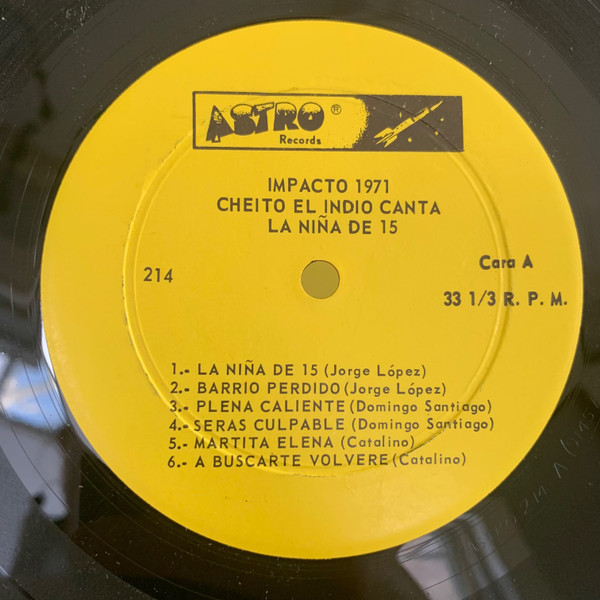 ASTRO ®
Records
IMPACTO 1971
CHEITO EL INDIO CANTA
LA NIÑA DE 15
214
Cara A
33 1/3 R. P. M.
1.- LA NIÑA DE 15 (Jorge López)
2.- BARRIO PERDIDO (Jorge López)
3.- PLENA CALIENTE (Domingo Santiago)
4.- SERAS CULPABLE (Domingo Santiago)
5.- MARTITA ELENA (Catalino)
6.- A BUSCARTE VOLVERE (Catalino)